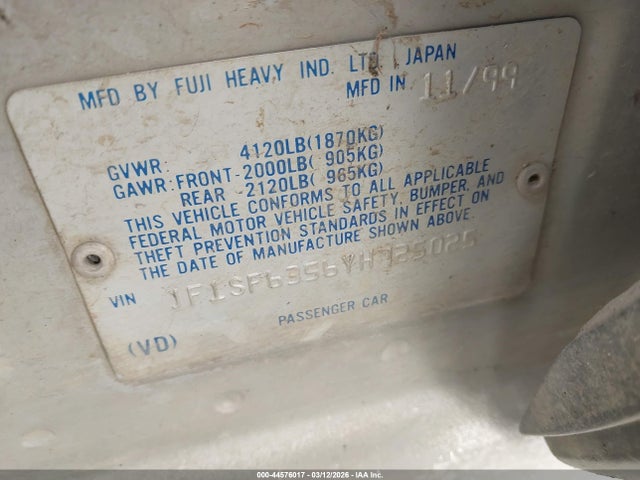 MFD BY FUJI HEAVY IND. LTD. JAPAN
MFD IN 11/99
GVWR: 4120LB(1870KG)
GAWR: FRONT-2000LB( 905KG)
REAR -2120LB( 965KG)
THIS VEHICLE CONFORMS TO ALL APPLICABLE
FEDERAL MOTOR VEHICLE SAFETY, BUMPER, AND
THEFT PREVENTION STANDARDS IN EFFECT ON
THE DATE OF MANUFACTURE SHOWN ABOVE.
VIN
PASSENGER CAR
(VD)
000-44576017 - 03/12/2026 - IAA Inc.